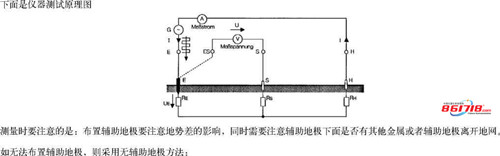 下面是仪器测试原理图
A
Meßstrom
G
U
V
Meßspannung
I
I
E
ES
S
H
E
S
H
UE
RE
RS
RH
861718.com
测量时要注意的是：布置辅助地极要注意地势差的影响，同时需要注意辅助地极下面是否有其他金属或者辅助地极离开地网。
如无法布置辅助地极，则采用无辅助地极方法；